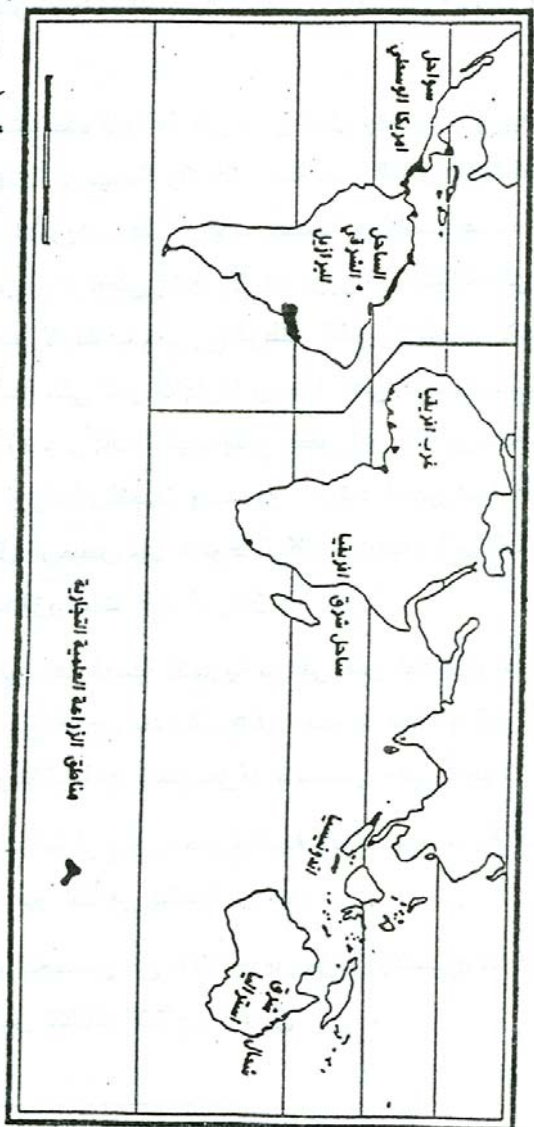 سواحل
امريكا الوسطى
الساحل
الشرقي
للبرازيل
غرب افريقيا
ساحل شرق افريقيا
اندونيسيا
شمال
شرق
استراليا
مناطق الزراعة العلمية التجارية